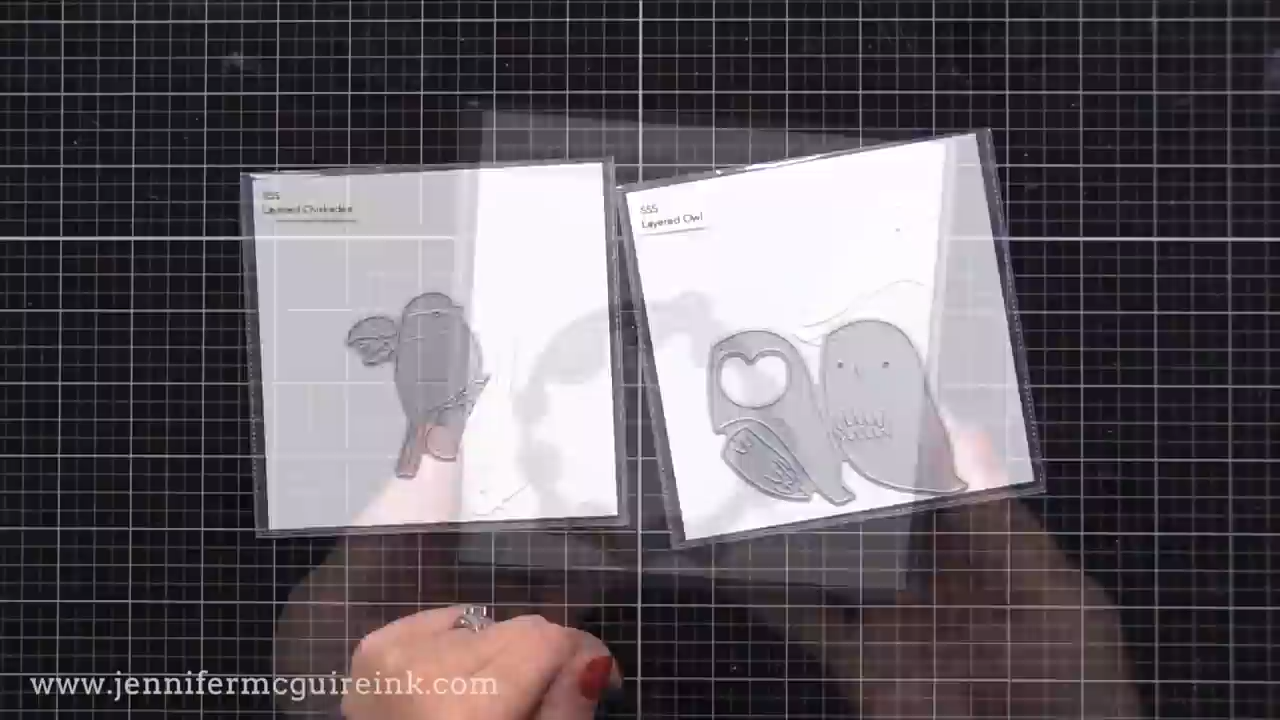 SSS
Layered Chickadee
SSS
Layered Owl
www.jennifermcguireink.com